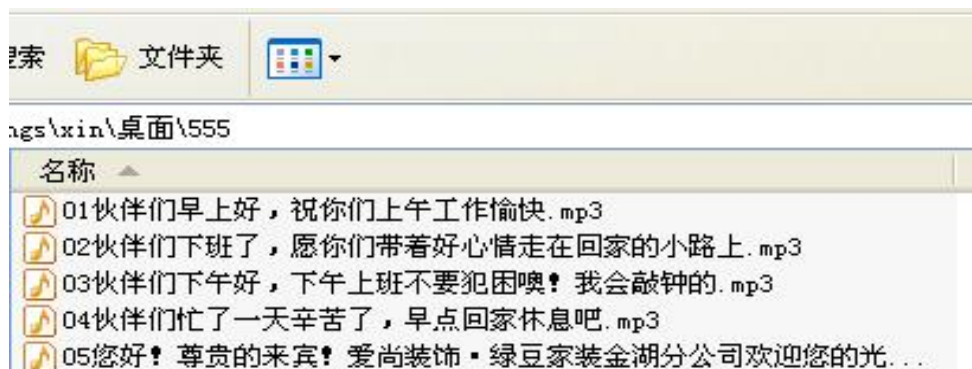 搜索 文件夹
ngs\xin\桌面\555
名称
01伙伴们早上好，祝你们上午工作愉快.mp3
02伙伴们下班了，愿你们带着好心情走在回家的小路上.mp3
03伙伴们下午好，下午上班不要犯困噢！我会敲钟的.mp3
04伙伴们忙了一天辛苦了，早点回家休息吧.mp3
05您好！尊贵的来宾！爱尚装饰·绿豆家装金湖分公司欢迎您的光...